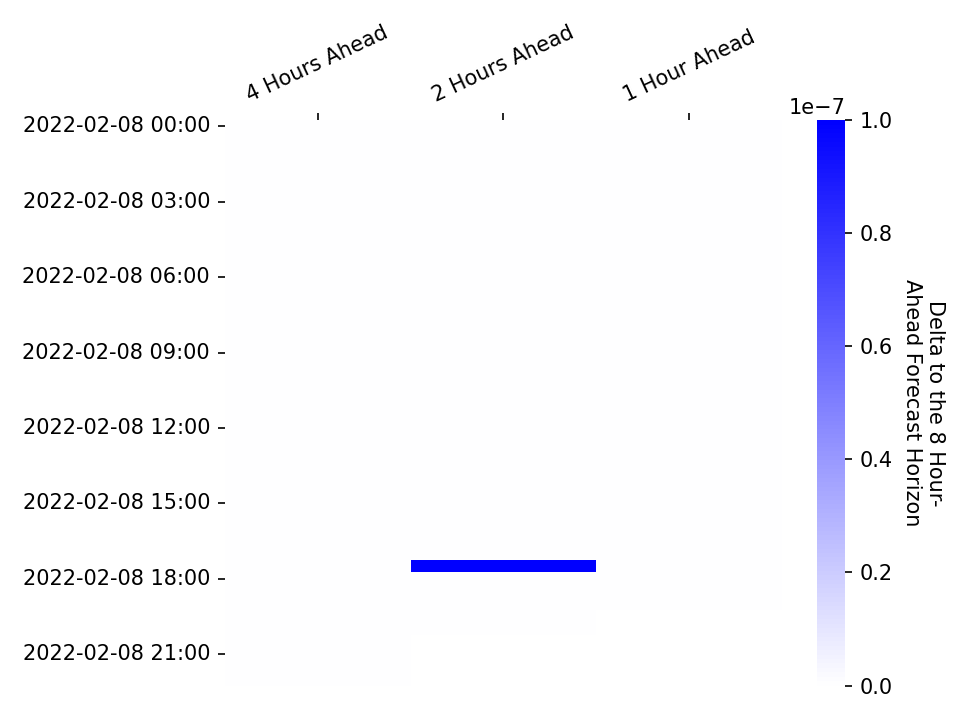 4 Hours Ahead
2 Hours Ahead
1 Hour Ahead
1e−7
2022-02-08 00:00
2022-02-08 03:00
2022-02-08 06:00
2022-02-08 09:00
2022-02-08 12:00
2022-02-08 15:00
2022-02-08 18:00
2022-02-08 21:00
1.0
0.8
0.6
0.4
0.2
0.0
Delta to the 8 Hour-
Ahead Forecast Horizon